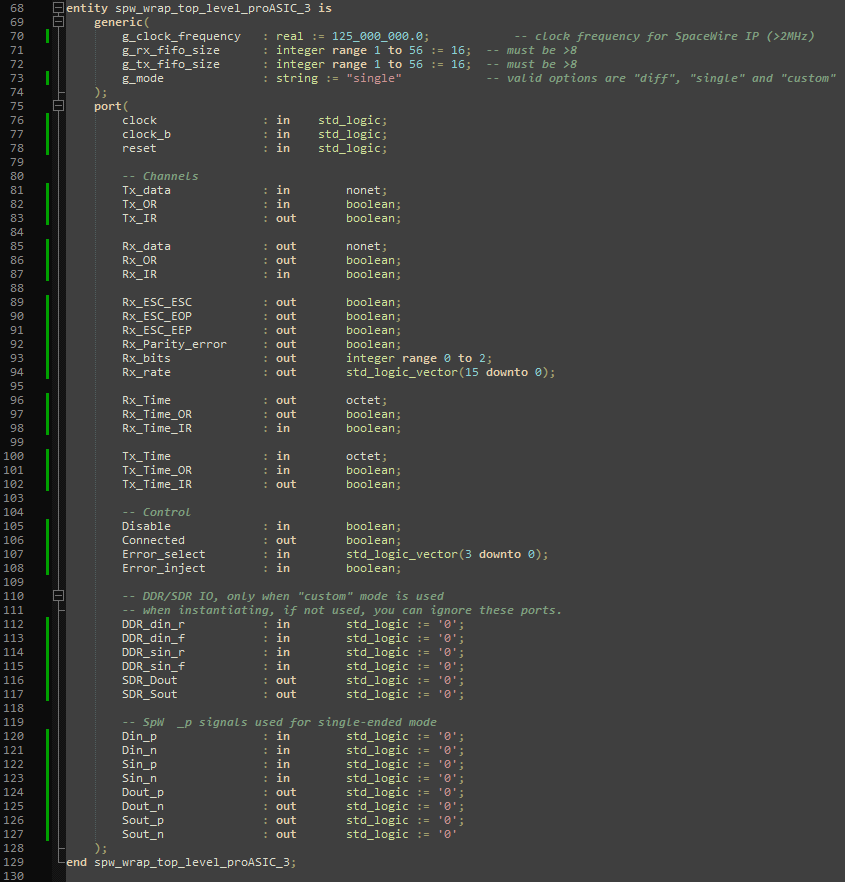 68 entity spw_wrap_top_level_proASIC_3 is
69 generic(
70 g_clock_frequency : real := 125_000_000.0; -- clock frequency for SpaceWire IP (>2MHz)
71 g_rx_fifo_size : integer range 1 to 56 := 16; -- must be >8
72 g_tx_fifo_size : integer range 1 to 56 := 16; -- must be >8
73 g_mode : string := "single" -- valid options are "diff", "single" and "custom"
74 );
75 port(
76 clock : in std_logic;
77 clock_b : in std_logic;
78 reset : in std_logic;
79
80 -- Channels
81 Tx_data : in nonet;
82 Tx_OR : in boolean;
83 Tx_IR : out boolean;
84
85 Rx_data : out nonet;
86 Rx_OR : out boolean;
87 Rx_IR : in boolean;
88
89 Rx_ESC_ESC : out boolean;
90 Rx_ESC_EOP : out boolean;
91 Rx_ESC_EEP : out boolean;
92 Rx_Parity_error : out boolean;
93 Rx_bits : out integer range 0 to 2;
94 Rx_rate : out std_logic_vector(15 downto 0);
95
96 Rx_Time : out octet;
97 Rx_Time_OR : out boolean;
98 Rx_Time_IR : in boolean;
99
100 Tx_Time : in octet;
101 Tx_Time_OR : in boolean;
102 Tx_Time_IR : out boolean;
103
104 -- Control
105 Disable : in boolean;
106 Connected : out boolean;
107 Error_select : in std_logic_vector(3 downto 0);
108 Error_inject : in boolean;
109
110 -- DDR/SDR IO, only when "custom" mode is used
111 -- when instantiating, if not used, you can ignore these ports.
112 DDR_din_r : in std_logic := '0';
113 DDR_din_f : in std_logic := '0';
114 DDR_sin_r : in std_logic := '0';
115 DDR_sin_f : in std_logic := '0';
116 SDR_Dout : out std_logic := '0';
117 SDR_Sout : out std_logic := '0';
118
119 -- SpW _p signals used for single-ended mode
120 Din_p : in std_logic := '0';
121 Din_n : in std_logic := '0';
122 Sin_p : in std_logic := '0';
123 Sin_n : in std_logic := '0';
124 Dout_p : out std_logic := '0';
125 Dout_n : out std_logic := '0';
126 Sout_p : out std_logic := '0';
127 Sout_n : out std_logic := '0'
128 );
129 end spw_wrap_top_level_proASIC_3;
130